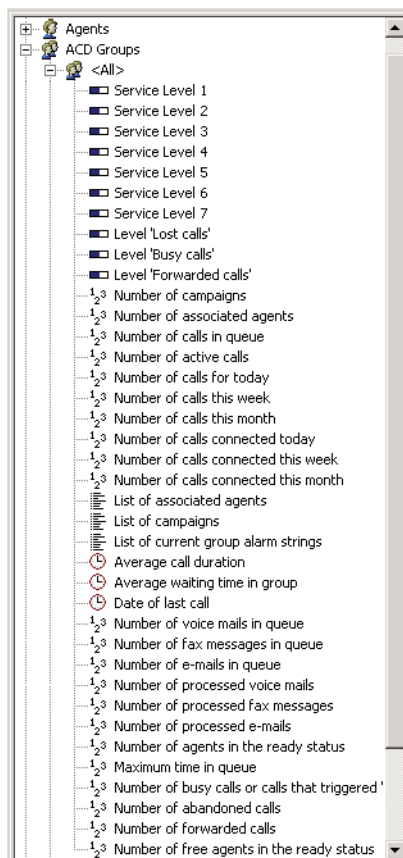 Agents
ACD Groups
<All>
Service Level 1
Service Level 2
Service Level 3
Service Level 4
Service Level 5
Service Level 6
Service Level 7
Level 'Lost calls'
Level 'Busy calls'
Level 'Forwarded calls'
Number of campaigns
Number of associated agents
Number of calls in queue
Number of active calls
Number of calls for today
Number of calls this week
Number of calls this month
Number of calls connected today
Number of calls connected this week
Number of calls connected this month
List of associated agents
List of campaigns
List of current group alarm strings
Average call duration
Average waiting time in group
Date of last call
Number of voice mails in queue
Number of fax messages in queue
Number of e-mails in queue
Number of processed voice mails
Number of processed fax messages
Number of processed e-mails
Number of agents in the ready status
Maximum time in queue
Number of busy calls or calls that triggered '
Number of abandoned calls
Number of forwarded calls
Number of free agents in the ready status